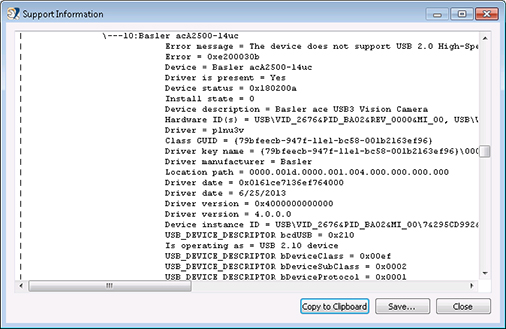 Support Information
\---10:Basler acA2500-14uc
Error message = The device does not support USB 2.0 High-Spe
Error = 0xe200030b
Device = Basler acA2500-14uc
Driver is present = Yes
Device status = 0x180200a
Install state = 0
Device description = Basler ace USB3 Vision Camera
Hardware ID(s) = USB\VID_2676&PID_BA02&REV_0000&MI_00, USB\V
Driver = plnu3v
Class GUID = {79bfeecb-947f-11e1-bc58-001b2163ef96}
Driver key name = {79bfeecb-947f-11e1-bc58-001b2163ef96}\000
Driver manufacturer = Basler
Location path = 0000.001d.0000.001.004.000.000.000.000
Driver date = 0x0161ce7136ef764000
Driver date = 6/25/2013
Driver version = 0x4000000000000
Driver version = 4.0.0.0
Device instance ID = USB\VID_2676&PID_BA02&MI_00\7&295CD992&
USB_DEVICE_DESCRIPTOR bcdUSB = 0x210
Is operating as = USB 2.10 device
USB_DEVICE_DESCRIPTOR bDeviceClass = 0x00ef
USB_DEVICE_DESCRIPTOR bDeviceSubClass = 0x0002
USB_DEVICE_DESCRIPTOR bDeviceProtocol = 0x0001
Copy to Clipboard
Save...
Close